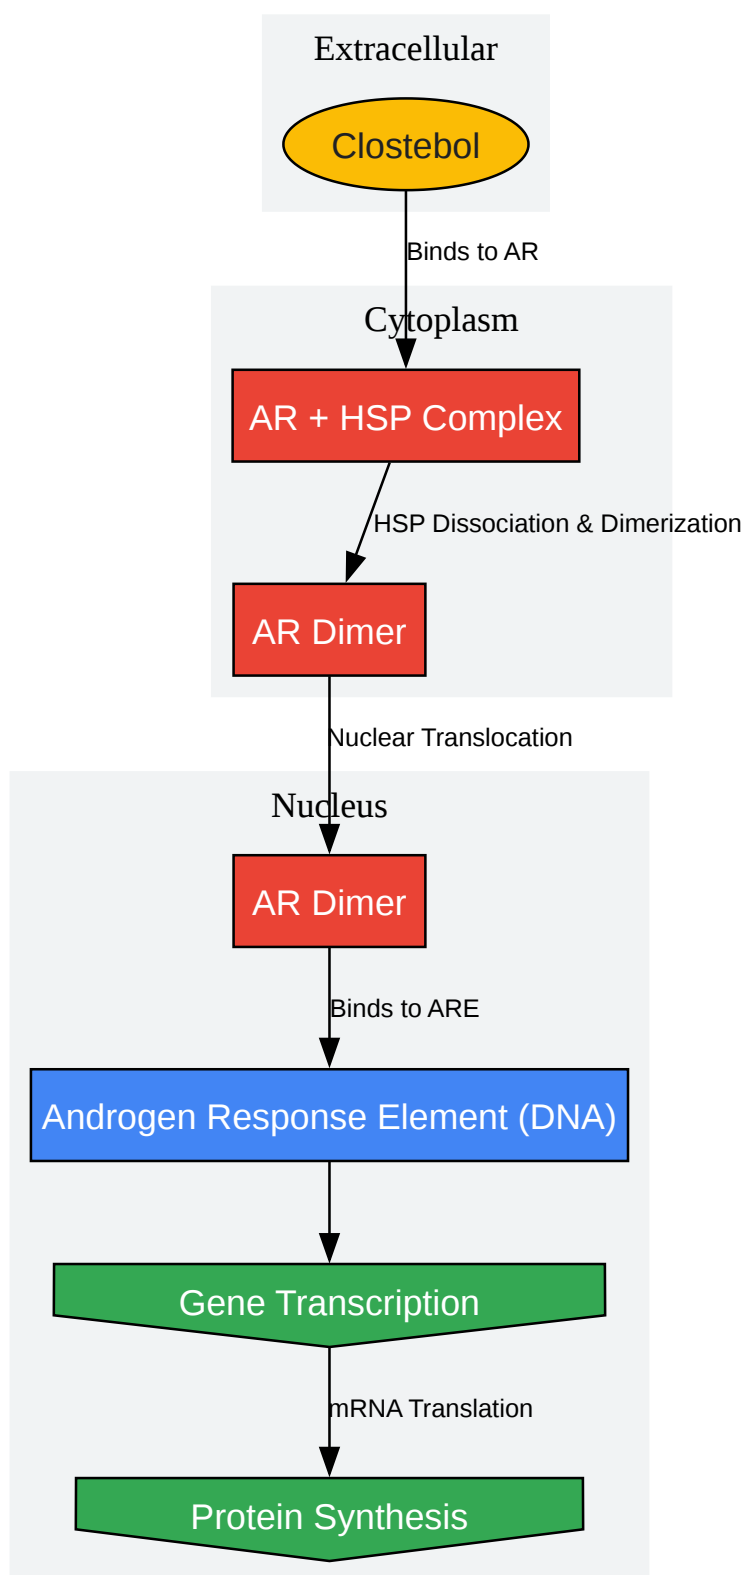 Extracellular
Clostebol
Binds to AR
Cytoplasm
AR + HSP Complex
HSP Dissociation & Dimerization
AR Dimer
Nuclear Translocation
Nucleus
AR Dimer
Binds to ARE
Androgen Response Element (DNA)
Gene Transcription
mRNA Translation
Protein Synthesis